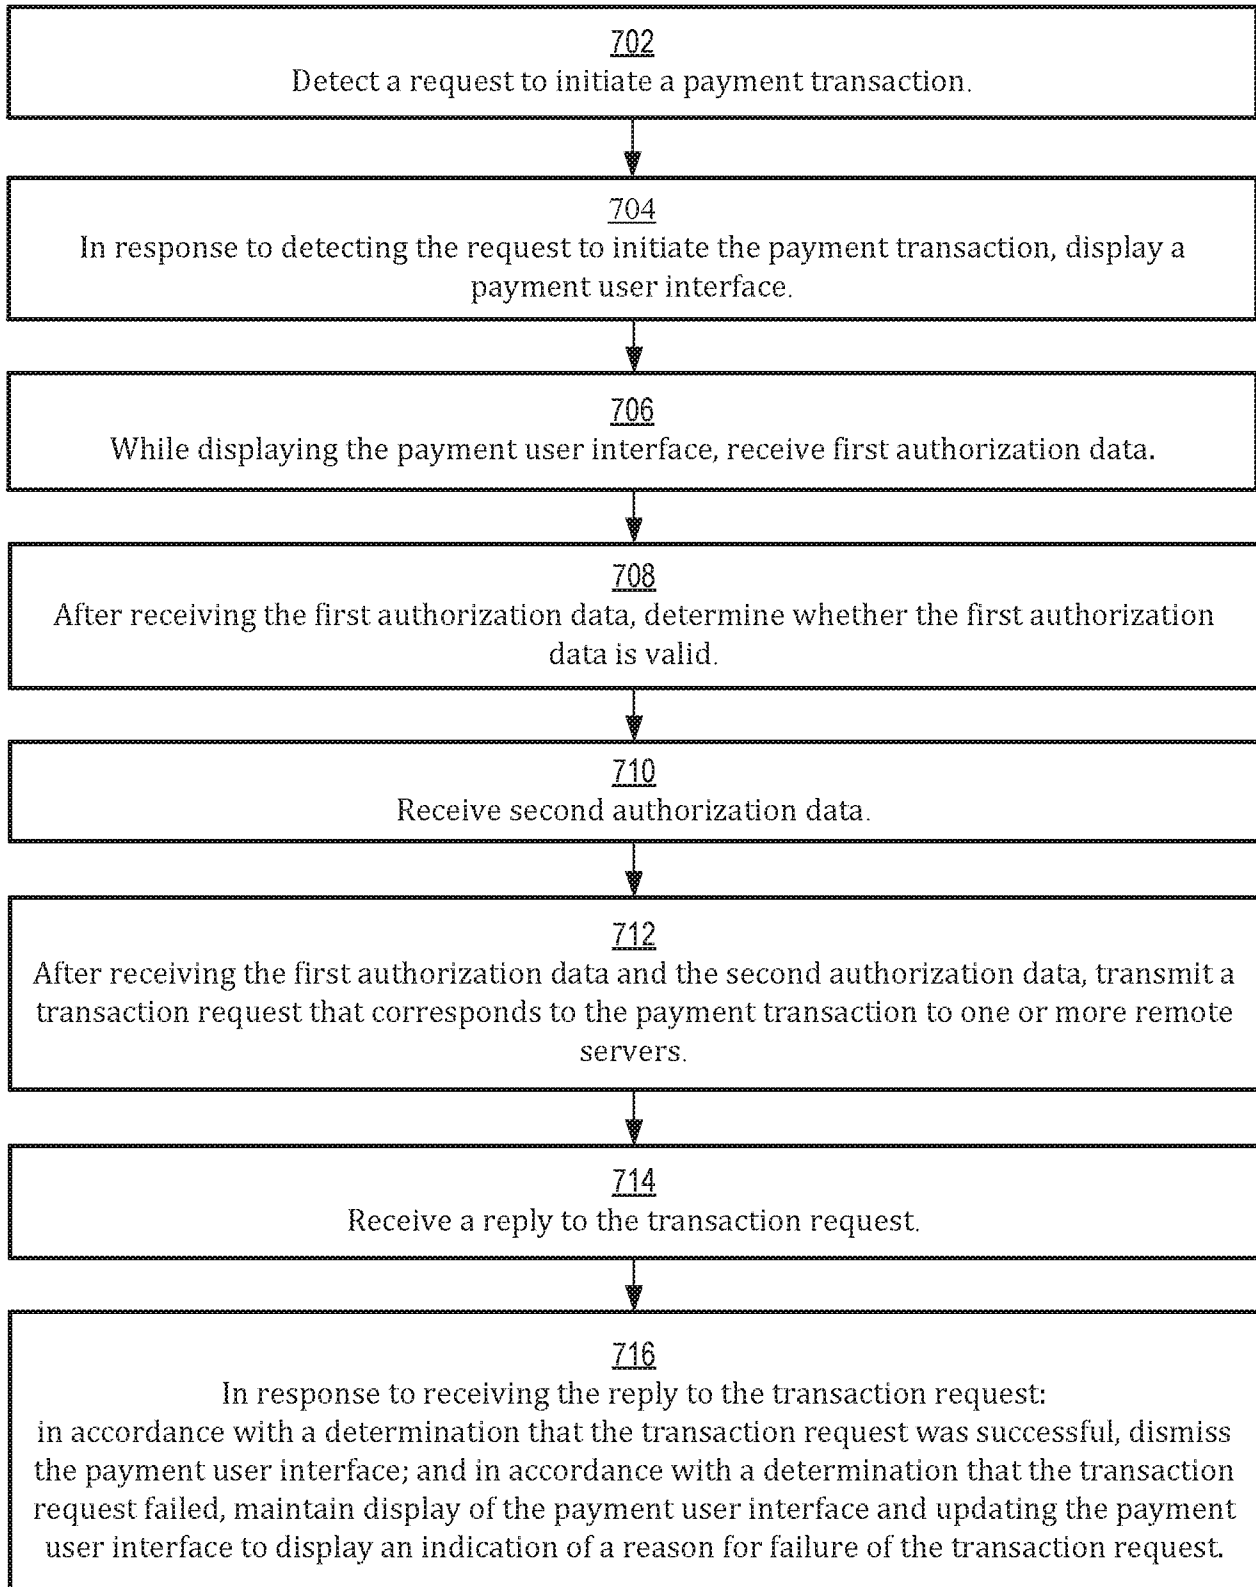 702
Detect a request to initiate a payment transaction.
704
In response to detecting the request to initiate the payment transaction, display a
payment user interface.
706
While displaying the payment user interface, receive first authorization data.
708
After receiving the first authorization data, determine whether the first authorization
data is valid.
710
Receive second authorization data.
712
After receiving the first authorization data and the second authorization data, transmit a
transaction request that corresponds to the payment transaction to one or more remote
servers.
714
Receive a reply to the transaction request.
716
In response to receiving the reply to the transaction request:
in accordance with a determination that the transaction request was successful, dismiss
the payment user interface; and in accordance with a determination that the transaction
request failed, maintain display of the payment user interface and updating the payment
user interface to display an indication of a reason for failure of the transaction request.